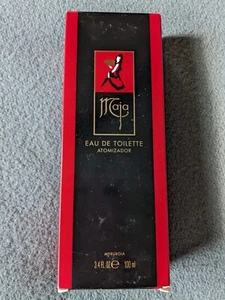 Maja
EAU DE TOILETTE
ATOMIZADOR
MYRURGIA
3.4 FL.OZ ℮ 100 ml